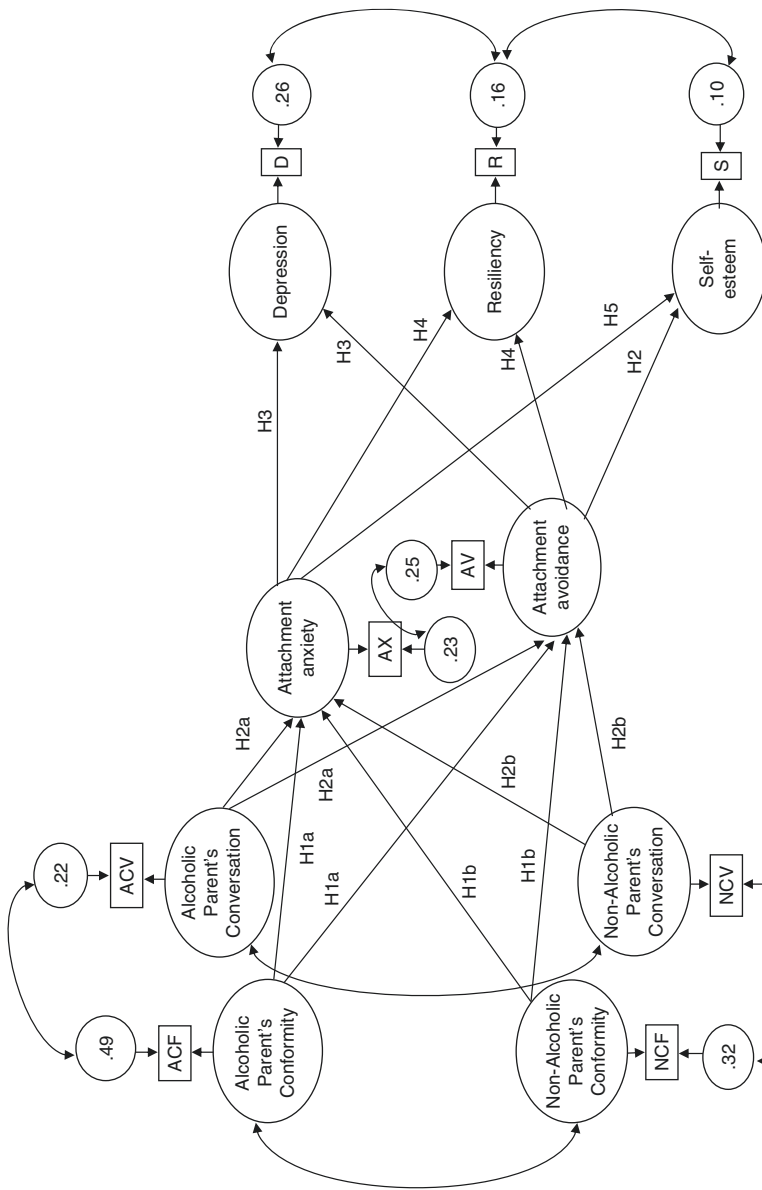 .49
.22
ACF
ACV
Alcoholic
Parent's
Conformity
Alcoholic
Parent's
Conversation
H2a
H1a
H2a
H1a
H1b
H2b
H1b
H2b
Non-Alcoholic
Parent's
Conformity
Non-Alcoholic
Parent's
Conversation
NCF
NCV
.32
Attachment
anxiety
AX
.23
.25
AV
Attachment
avoidance
H3
H4
H3
H5
H4
H2
Depression
D
.26
Resiliency
R
.16
Self-
esteem
S
.10